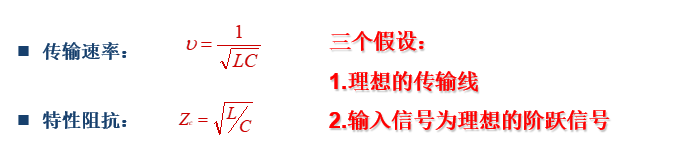 ■ 传输速率： υ = 1/√LC
■ 特性阻抗： Zc = √L/C
三个假设：
1.理想的传输线
2.输入信号为理想的阶跃信号